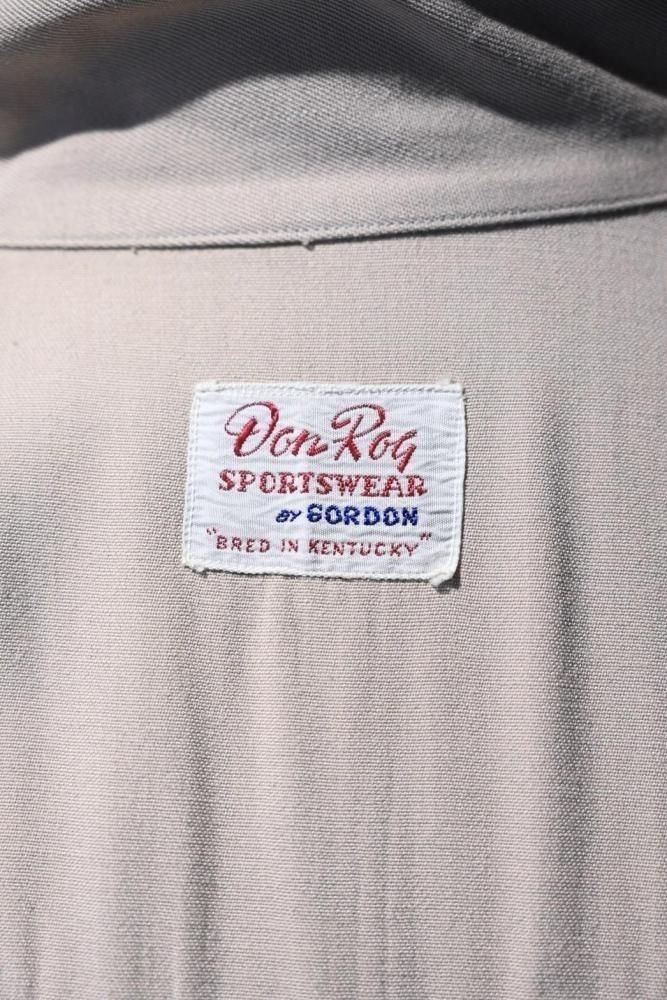 Don Rog
SPORTSWEAR
BY GORDON
"BRED IN KENTUCKY"